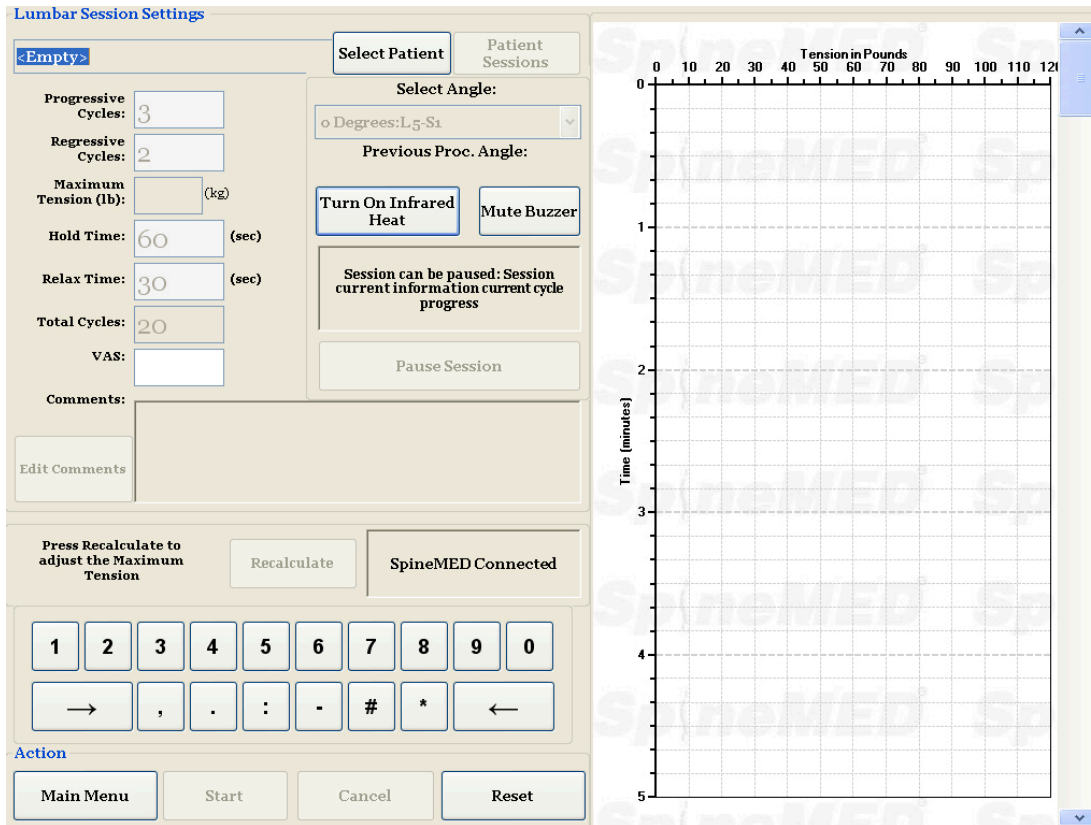 Lumbar Session Settings
<Empty>
Select Patient
Patient
Sessions
Progressive
Cycles:
3
Regressive
Cycles:
2
Maximum
Tension (lb):
(kg)
Hold Time:
60
(sec)
Relax Time:
30
(sec)
Total Cycles:
20
VAS:
Comments:
Edit Comments
Select Angle:
0 Degrees:L5-S1
Previous Proc. Angle:
Turn On Infrared
Heat
Mute Buzzer
Session can be paused: Session
current information current cycle
progress
Pause Session
Press Recalculate to
adjust the Maximum
Tension
Recalculate
SpineMED Connected
1 2 3 4 5 6 7 8 9 0
→ , . : - # * ←
Action
Main Menu
Start
Cancel
Reset
Tension in Pounds
0 10 20 30 40 50 60 70 80 90 100 110 120
0
1
2
3
4
5
Time (minutes)
SpineMED